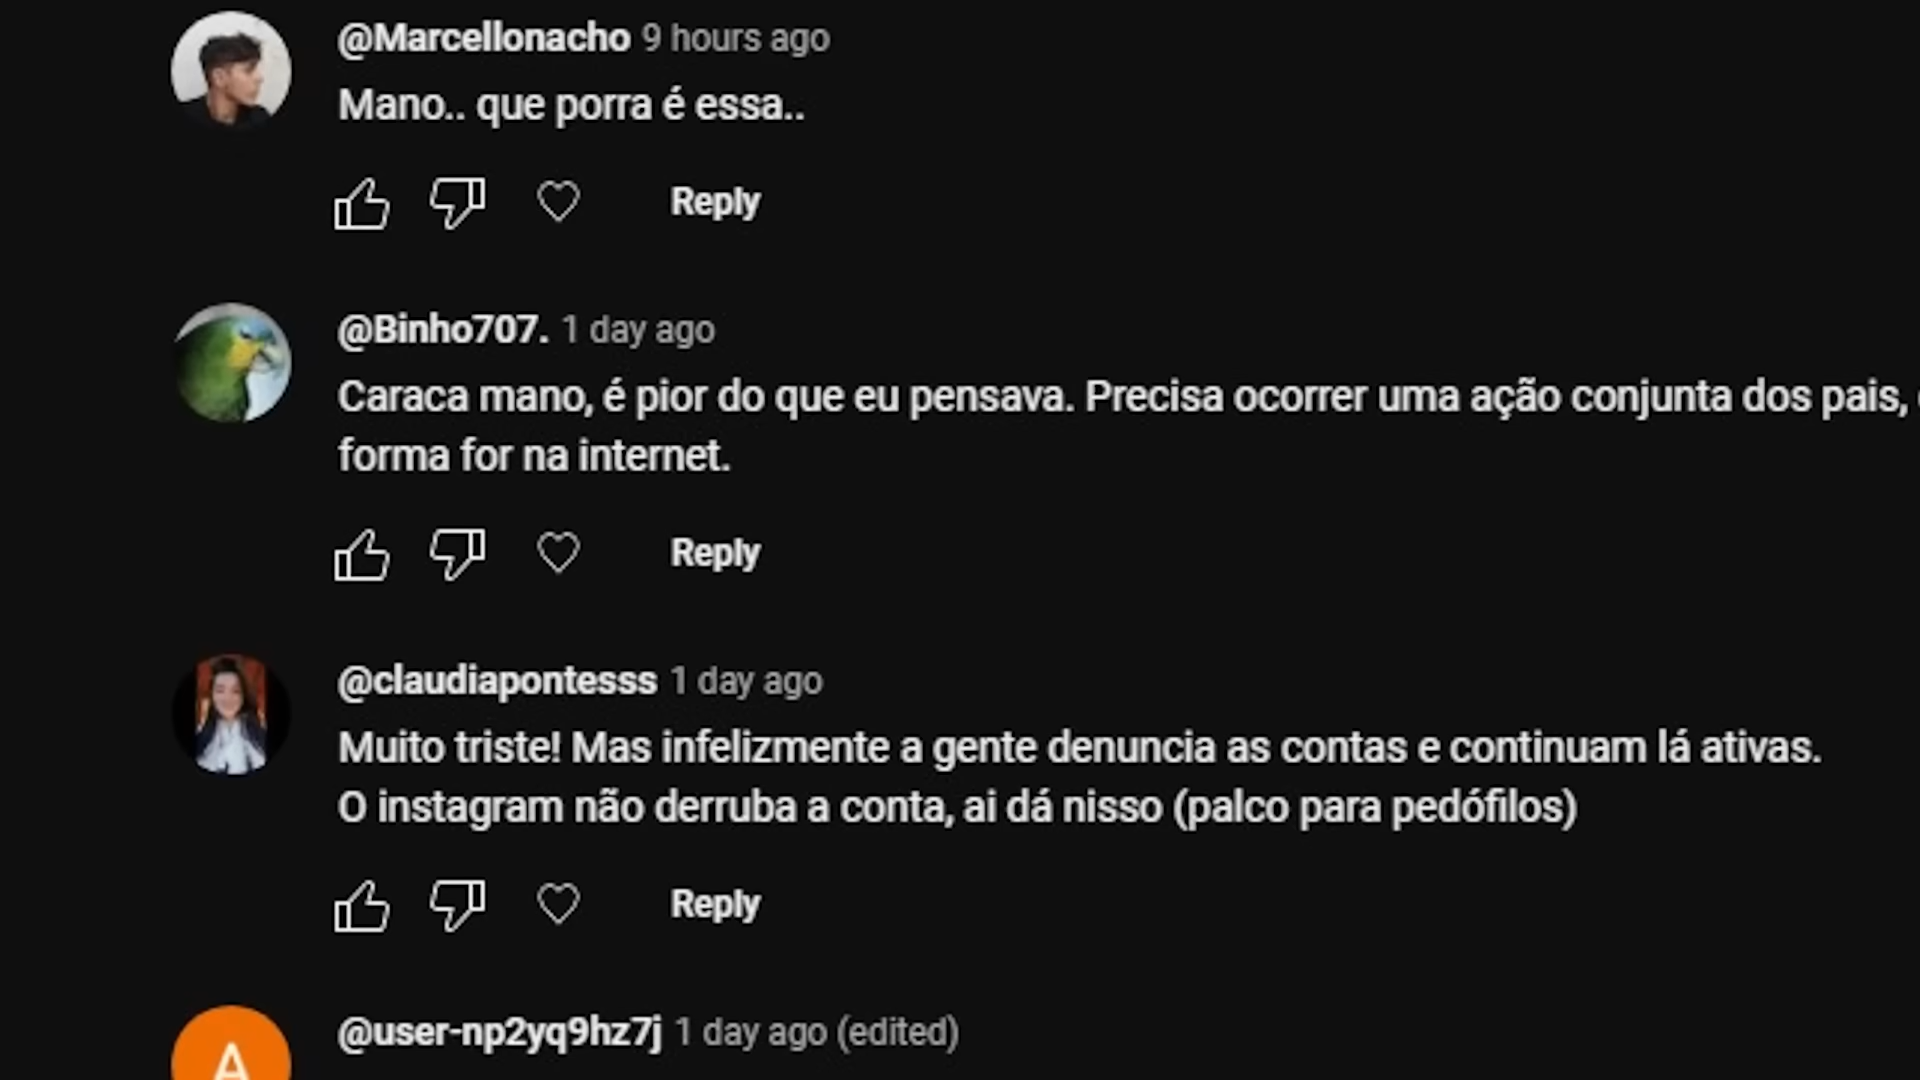 @Marcellonacho 9 hours ago
Mano.. que porra é essa..
Reply
@Binho707. 1 day ago
Caraca mano, é pior do que eu pensava. Precisa ocorrer uma ação conjunta dos pais,
forma for na internet.
Reply
@claudiapontesss 1 day ago
Muito triste! Mas infelizmente a gente denuncia as contas e continuam lá ativas.
O instagram não derruba a conta, ai dá nisso (palco para pedófilos)
Reply
A
@user-np2yq9hz7j 1 day ago (edited)